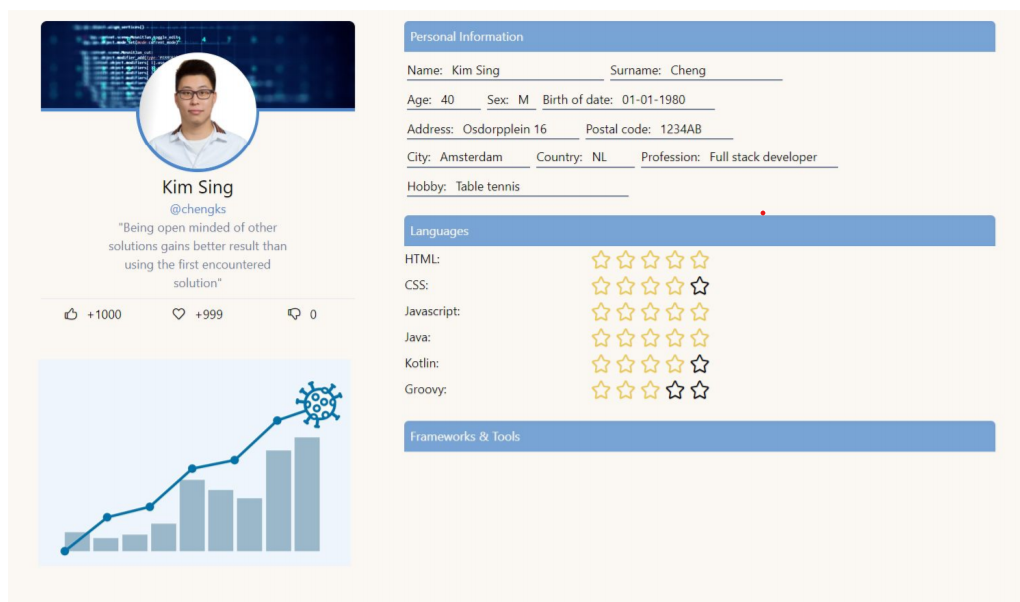 Kim Sing
@chengks
"Being open minded of other
solutions gains better result than
using the first encountered
solution"
+1000 +999 0
Personal Information
Name: Kim Sing Surname: Cheng
Age: 40 Sex: M Birth of date: 01-01-1980
Address: Osdorpplein 16 Postal code: 1234AB
City: Amsterdam Country: NL Profession: Full stack developer
Hobby: Table tennis
Languages
HTML:
CSS:
Javascript:
Java:
Kotlin:
Groovy:
Frameworks & Tools